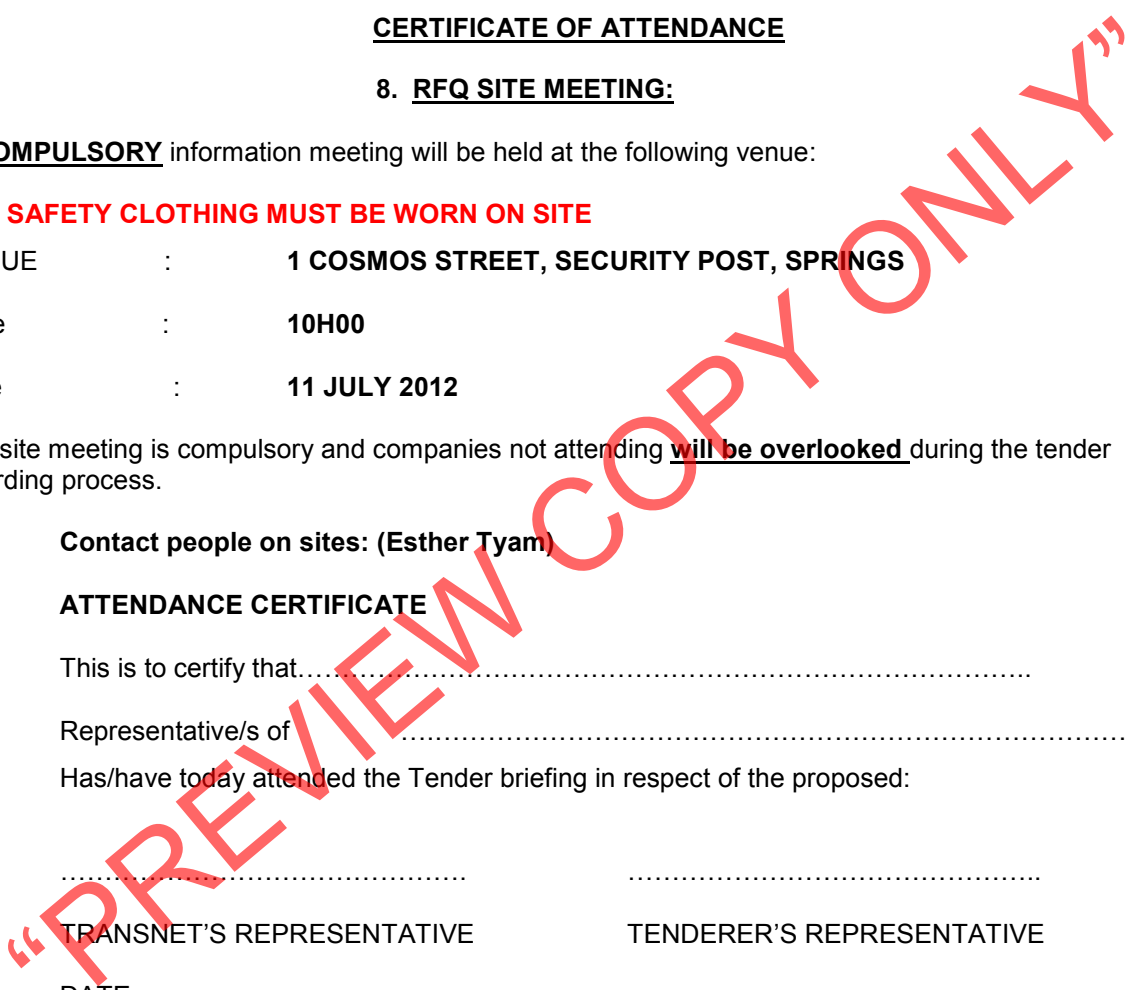 CERTIFICATE OF ATTENDANCE
8. RFQ SITE MEETING:
OMPULSORY information meeting will be held at the following venue:
SAFETY CLOTHING MUST BE WORN ON SITE
UE : 1 COSMOS STREET, SECURITY POST, SPRINGS
e : 10H00
e : 11 JULY 2012
site meeting is compulsory and companies not attending will be overlooked during the tender
rding process.
Contact people on sites: (Esther Tyam)
ATTENDANCE CERTIFICATE
This is to certify that…………………………………………………………………………..
Representative/s of …………………………………………………………………………
Has/have today attended the Tender briefing in respect of the proposed:
………………………………………. ………………………………………..
TRANSNET’S REPRESENTATIVE TENDERER’S REPRESENTATIVE
DATE
“PREVIEW COPY ONLY”